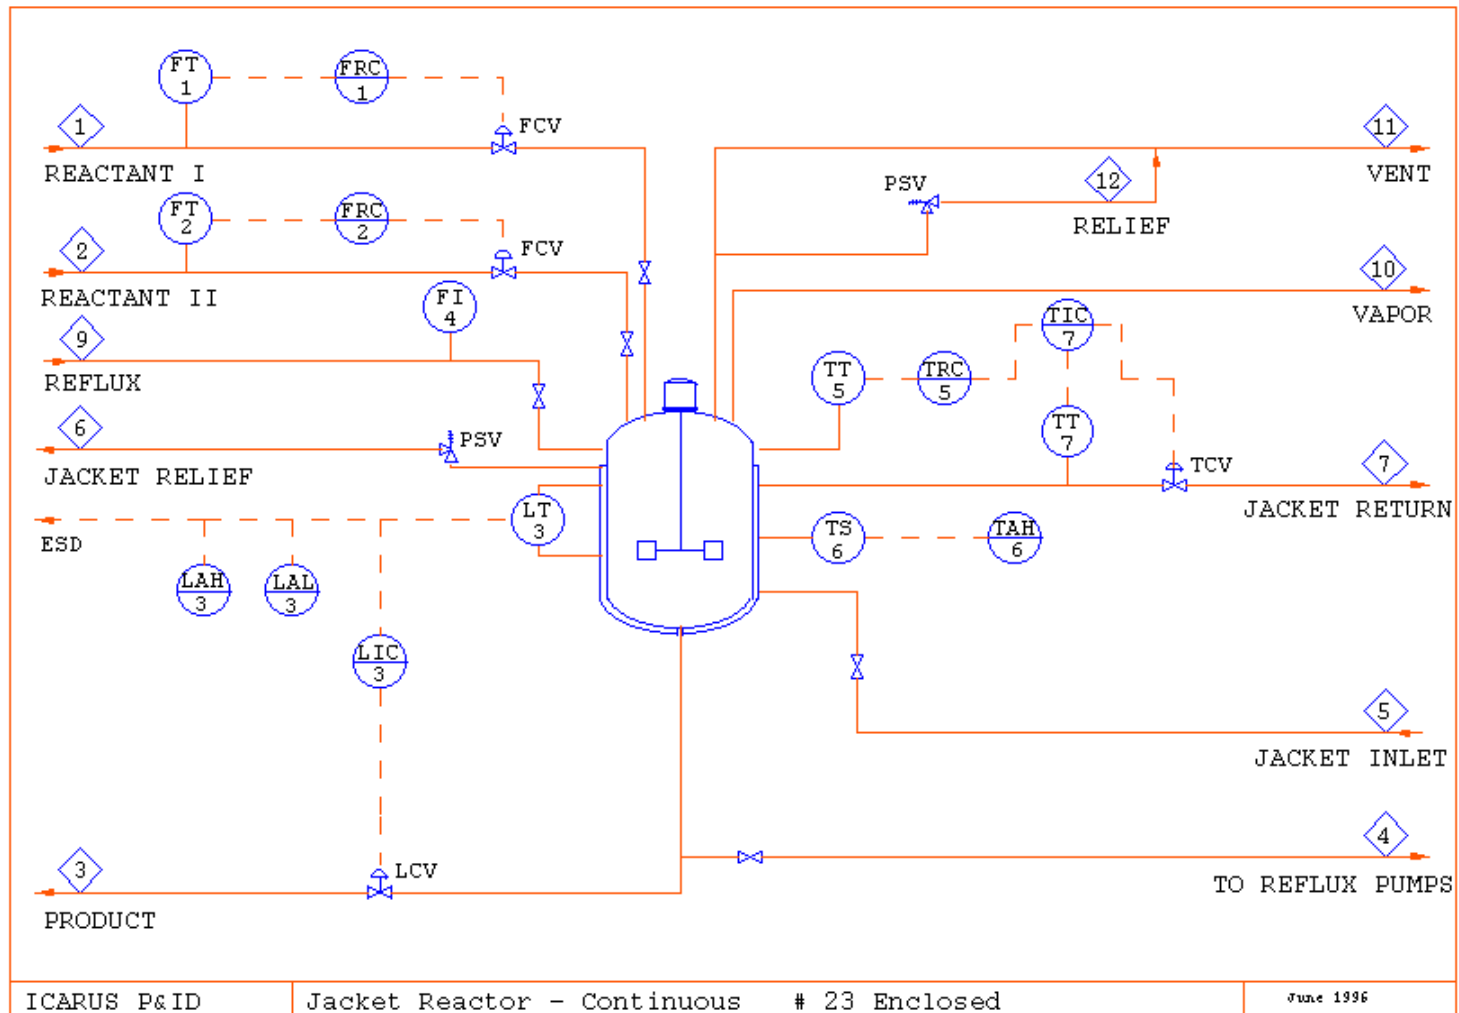 FT
1
FRC
1
FCV
1
REACTANT I
11
VENT
PSV
12
RELIEF
FT
2
FRC
2
FCV
2
REACTANT II
FI
4
10
VAPOR
9
REFLUX
TIC
7
TT
5
TRC
5
TT
7
6
JACKET RELIEF
PSV
TCV
7
JACKET RETURN
ESD
LT
3
TS
6
TAH
6
LAH
3
LAL
3
LIC
3
5
JACKET INLET
3
PRODUCT
LCV
4
TO REFLUX PUMPS
ICARUS P&ID
Jacket Reactor - Continuous # 23 Enclosed
June 1996